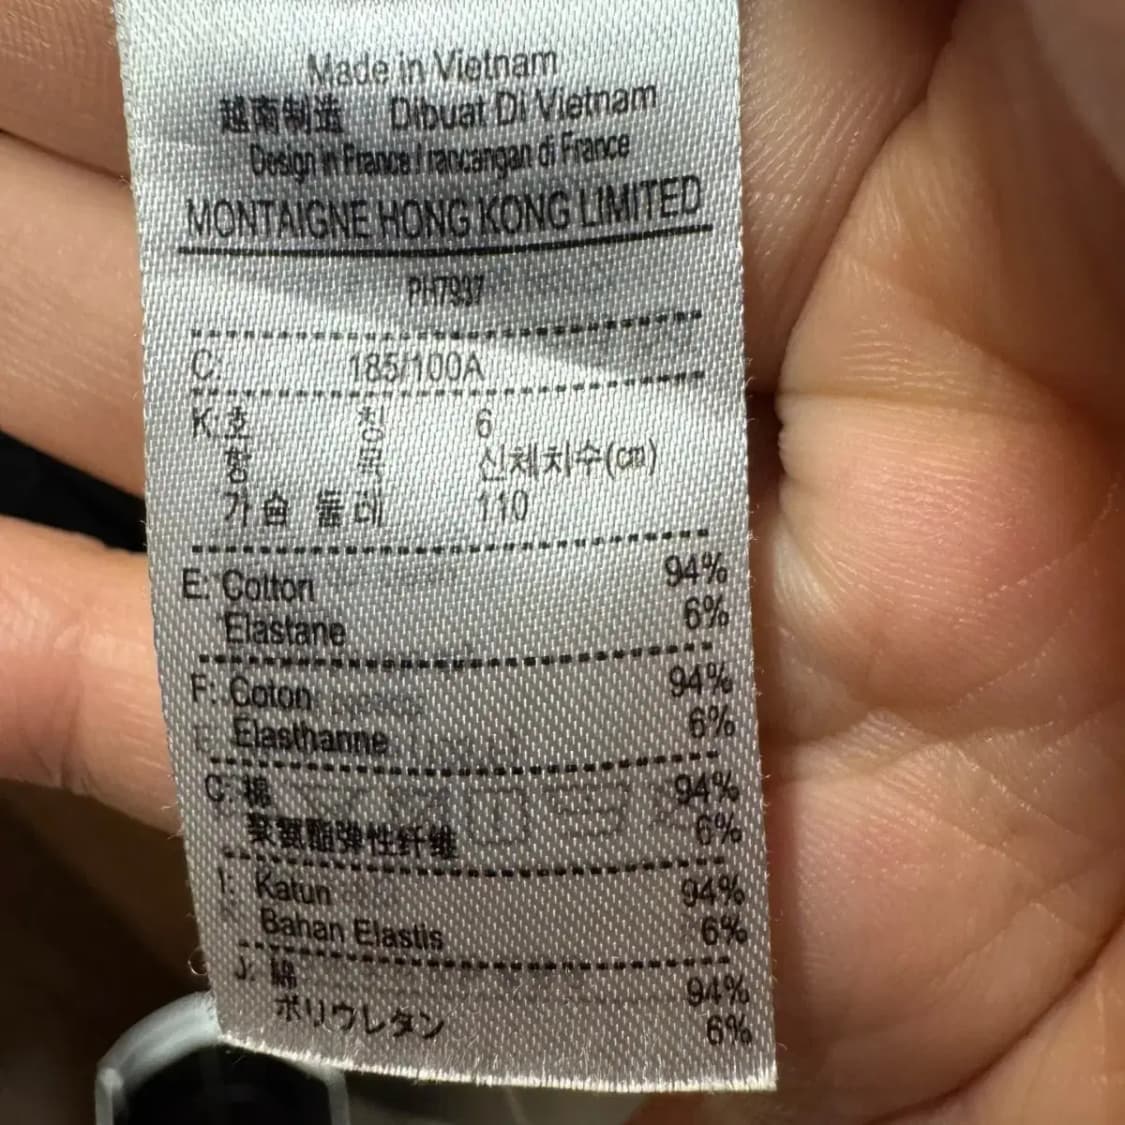 Made in Vietnam
越南制造 Dibuat Di Vietnam
Design in France / rancangan di France
MONTAIGNE HONG KONG LIMITED
PH7937
C: 185/100A
K: 호 칭 6
항 목 신체치수(㎝)
가슴 둘레 110
E: Cotton 94%
Elastane 6%
F: Coton 94%
Elasthanne 6%
C: 棉 94%
聚氨酯弹性纤维 6%
I: Katun 94%
Bahan Elastis 6%
J: 綿 94%
ポリウレタン 6%